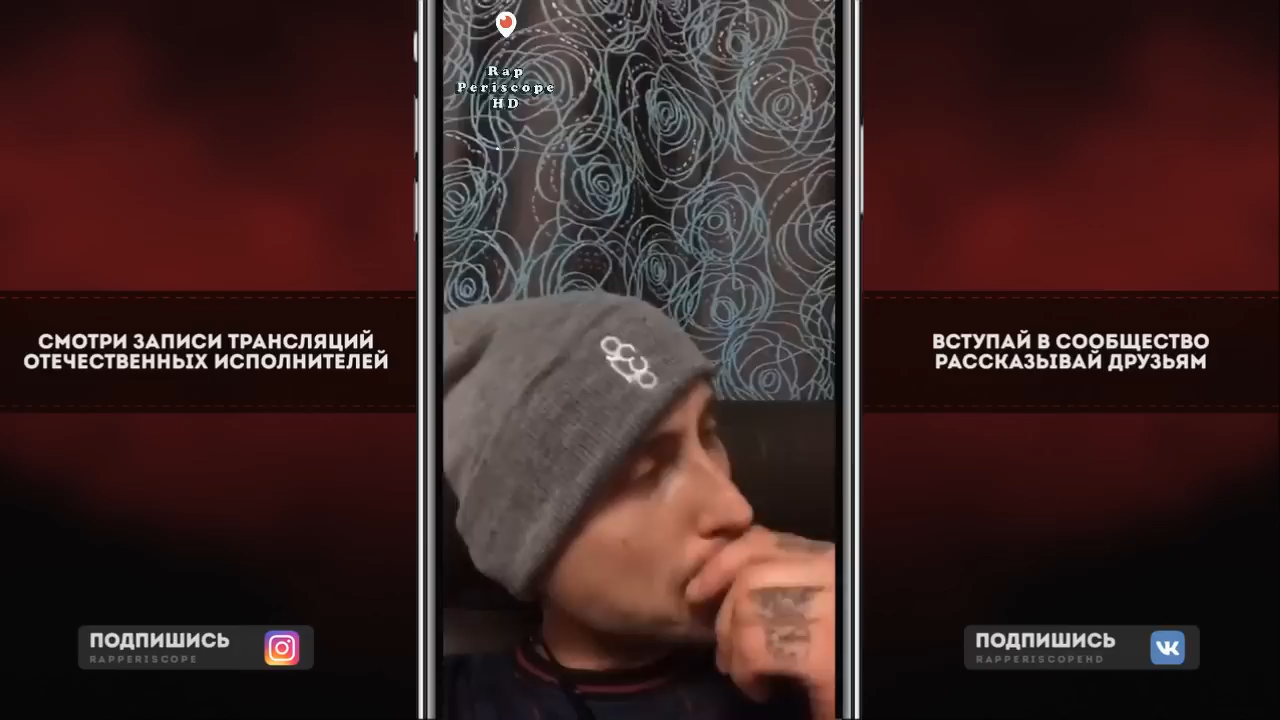 Rap
Periscope
HD
СМОТРИ ЗАПИСИ ТРАНСЛЯЦИЙ
ОТЕЧЕСТВЕННЫХ ИСПОЛНИТЕЛЕЙ
ВСТУПАЙ В СООБЩЕСТВО
РАССКАЗЫВАЙ ДРУЗЬЯМ
ПОДПИШИСЬ
RAPPERISCOPE
ПОДПИШИСЬ
RAPPERISCOPEHD